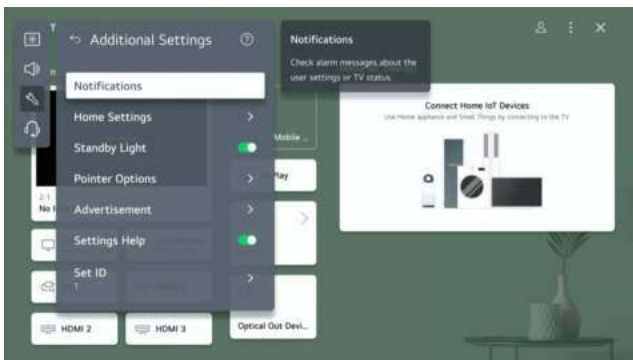 Additional Settings
Notifications
Home Settings
Standby Light
Pointer Options
Advertisement
Settings Help
Set ID
1
Notifications
Check alarm messages about the
user settings or TV status.
Connect Home IoT Devices
Use Home appliance and Smart Things by connecting to the TV
Mobile ...
Play
HDMI 2
HDMI 3
Optical Out Devi...